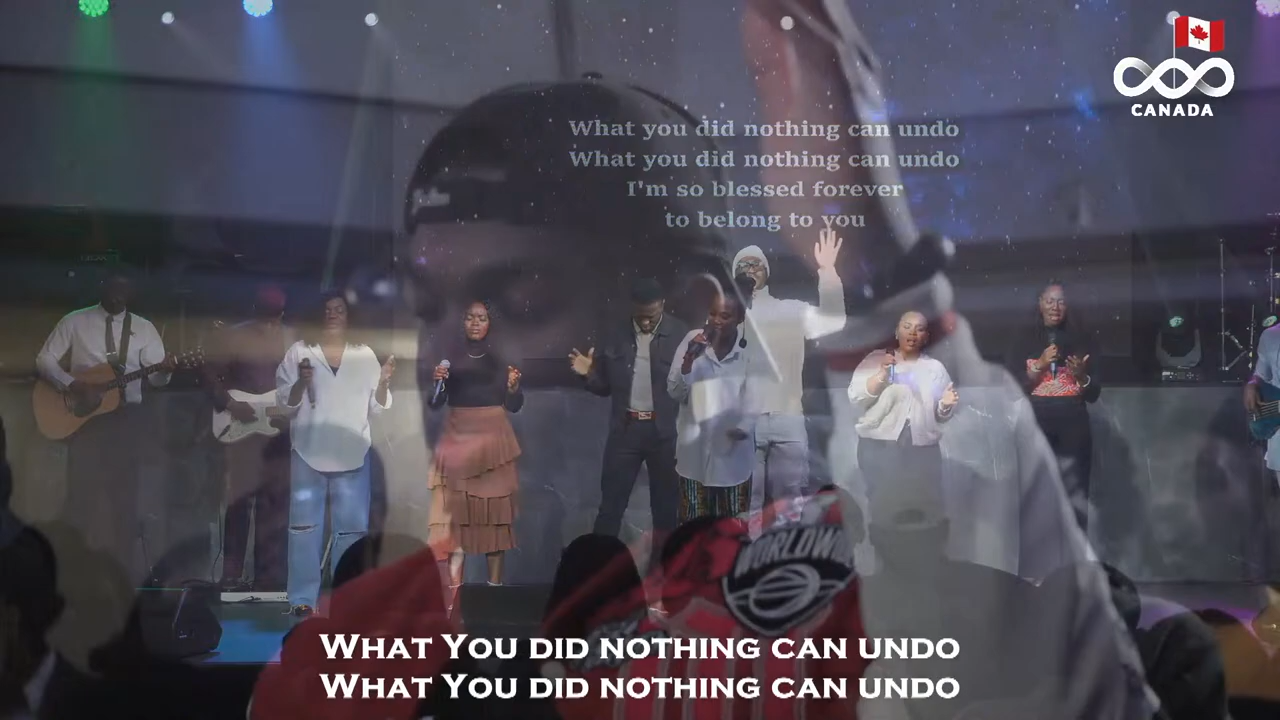 CANADA
What you did nothing can undo
What you did nothing can undo
I'm so blessed forever
to belong to you
WORLDW
WHAT YOU DID NOTHING CAN UNDO
WHAT YOU DID NOTHING CAN UNDO